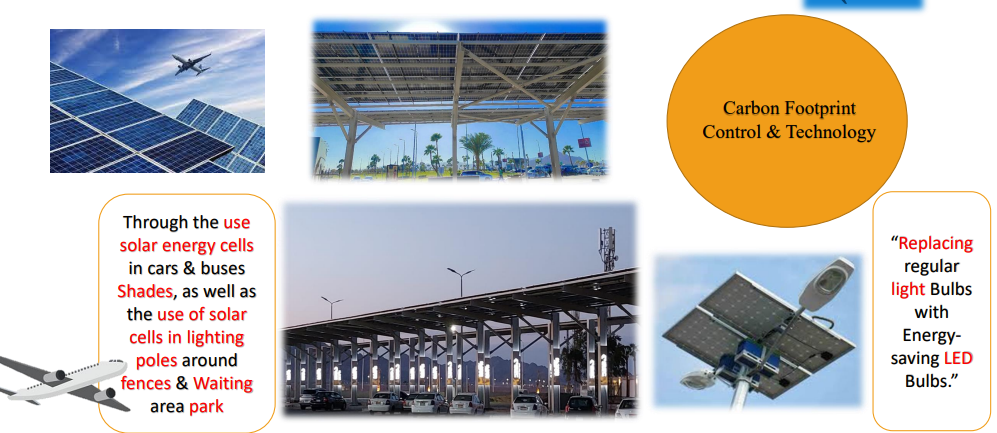 Carbon Footprint
Control & Technology
Through the use
solar energy cells
in cars & buses
Shades, as well as
the use of solar
cells in lighting
poles around
fences & Waiting
area park
“Replacing
regular
light Bulbs
with
Energy-
saving LED
Bulbs.”